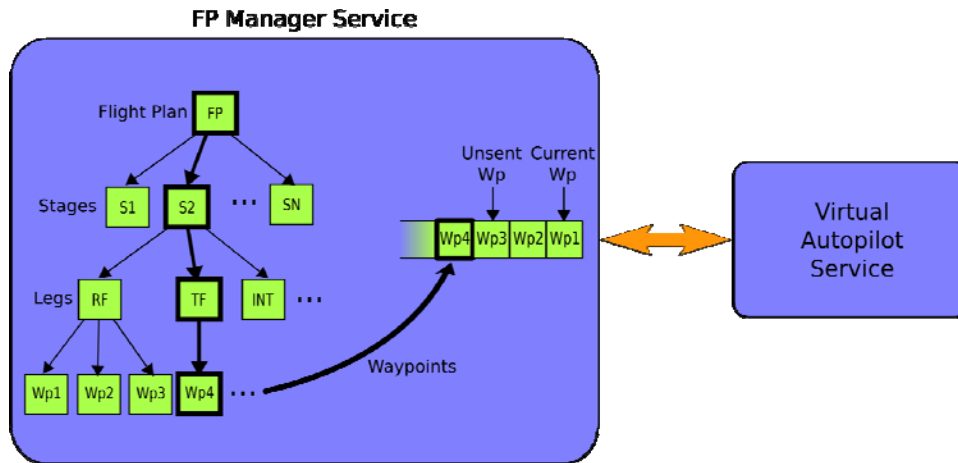 FP Manager Service
Flight Plan
FP
Unsent Wp
Current Wp
Stages
S1
S2
...
SN
Wp4
Wp3
Wp2
Wp1
Virtual
Autopilot
Service
Legs
RF
TF
INT
...
Waypoints
Wp1
Wp2
Wp3
Wp4
...